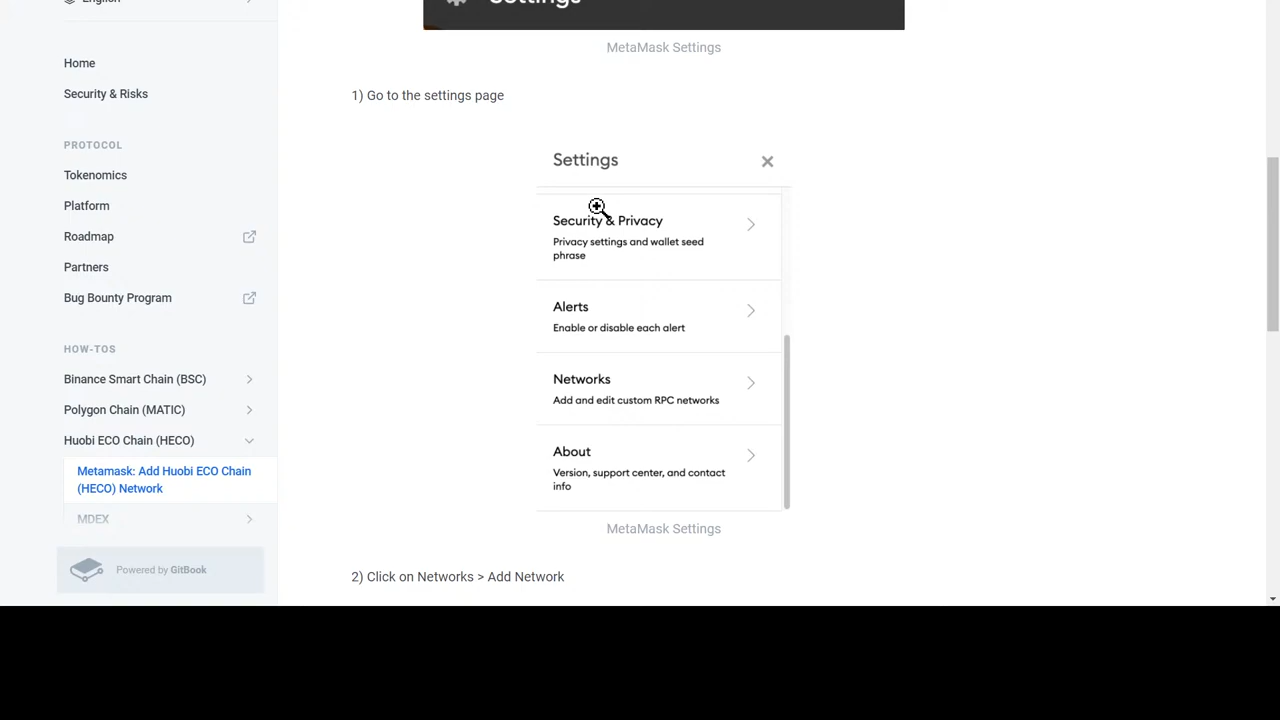 English
Settings
MetaMask Settings
Home
Security & Risks
1) Go to the settings page
PROTOCOL
Tokenomics
Platform
Roadmap
Partners
Bug Bounty Program
Settings
Security & Privacy
Privacy settings and wallet seed
phrase
Alerts
Enable or disable each alert
Networks
Add and edit custom RPC networks
About
Version, support center, and contact
info
HOW-TOS
Binance Smart Chain (BSC)
Polygon Chain (MATIC)
Huobi ECO Chain (HECO)
Metamask: Add Huobi ECO Chain
(HECO) Network
MDEX
MetaMask Settings
Powered by GitBook
2) Click on Networks > Add Network